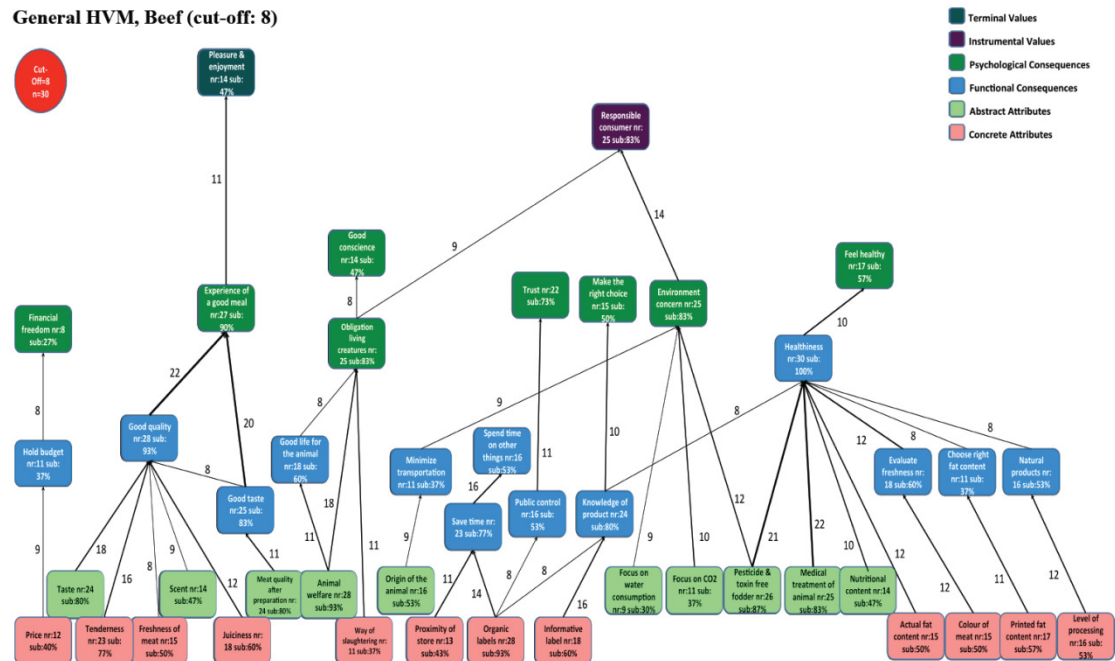 General HVM, Beef (cut-off: 8)
Cut-
Off=8
n=30
Terminal Values
Instrumental Values
Psychological Consequences
Functional Consequences
Abstract Attributes
Concrete Attributes
Pleasure &
enjoyment
nr:14 sub:
47%
Responsible
consumer nr:
25 sub:83%
11
14
9
Good
conscience
nr:14 sub:
47%
Feel healthy
nr:17 sub:
57%
Trust nr:22
sub:73%
Make the
right choice
nr:15 sub:
50%
Environment
concern nr:25
sub:83%
Experience of
a good meal
nr:27 sub:
90%
Financial
freedom nr:8
sub:27%
8
Obligation
living
creatures nr:
25 sub:83%
10
Healthiness
nr:30 sub:
100%
22
20
8
8
9
8
Good quality
nr:28 sub:
93%
Hold budget
nr:11 sub:
37%
8
Good taste
nr:25 sub:
83%
Good life for
the animal
nr:18 sub:
60%
Minimize
transportation
nr:11 sub:37%
Spend time
on other
things nr:16
sub:53%
16
Save time nr:
23 sub:77%
11
Public control
nr:16 sub:
53%
10
Knowledge of
product nr:24
sub:80%
12
8
8
Evaluate
freshness nr:
18 sub:60%
Choose right
fat content
nr:11 sub:
37%
Natural
products nr:
16 sub:53%
9
18
16
8
9
12
11
11
18
11
9
11
14
8
8
16
9
10
12
21
22
10
12
12
11
12
Taste:24
sub:80%
Scent nr:14
sub:47%
Meat quality
after
preparation nr:
24 sub:80%
Animal
welfare nr:28
sub:93%
Origin of the
animal nr:16
sub:53%
Focus on
water
consumption
nr:9 sub:30%
Focus on CO2
nr:11 sub:
37%
Pesticide &
toxin free
fodder nr:26
sub:87%
Medical
treatment of
animal nr:25
sub:83%
Nutritional
content nr:14
sub:47%
Price nr:12
sub:40%
Tenderness
nr:23 sub:
77%
Freshness of
meat nr:15
sub:50%
Juiciness nr:
18 sub:60%
Way of
slaughtering nr:
11 sub:37%
Proximity of
store nr:13
sub:43%
Organic
labels nr:28
sub:93%
Informative
label nr:18
sub:60%
Actual fat
content nr:15
sub:50%
Colour of
meat nr:15
sub:50%
Printed fat
content nr:17
sub:57%
Level of
processing
nr:16 sub:
53%